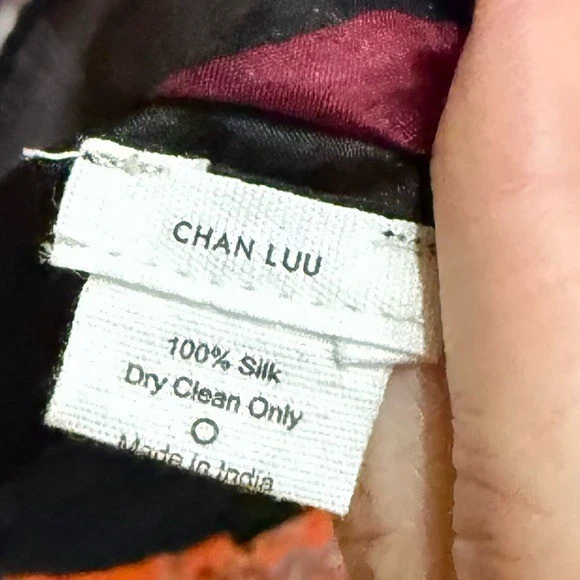 CHAN LUU
100% Silk
Dry Clean Only
Made in India